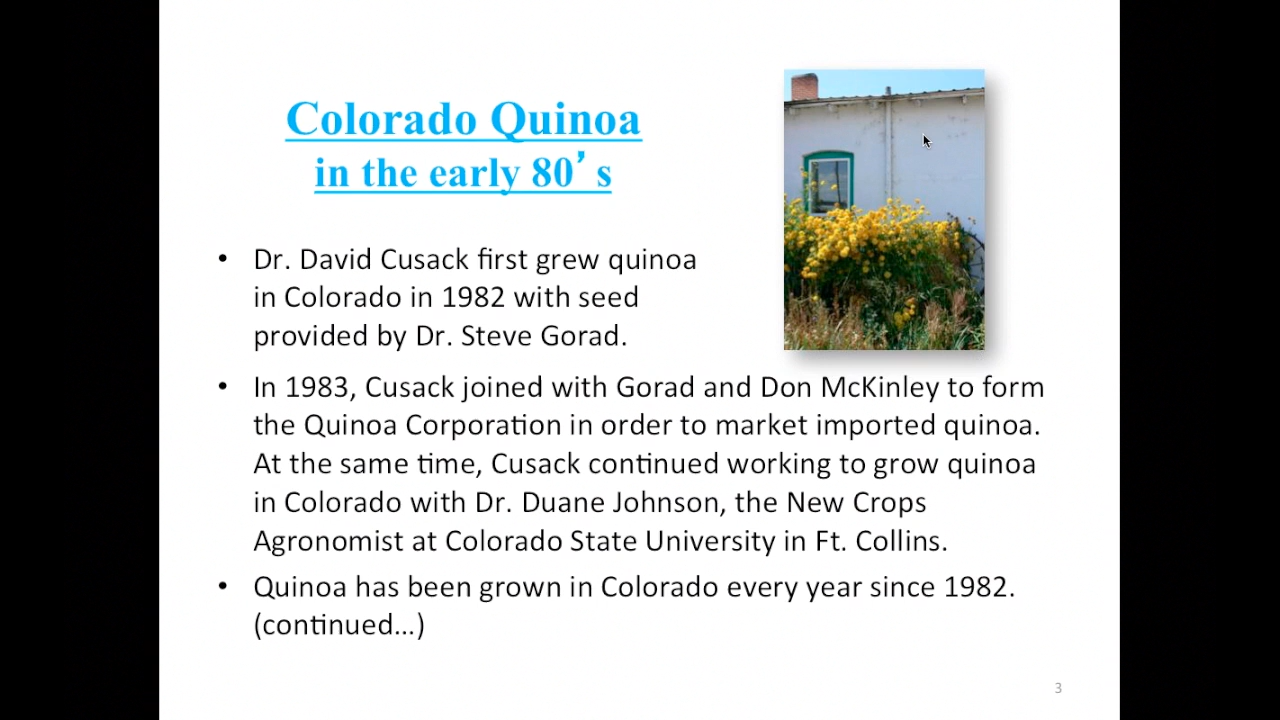 Colorado Quinoa
in the early 80’s
• Dr. David Cusack first grew quinoa
in Colorado in 1982 with seed
provided by Dr. Steve Gorad.
• In 1983, Cusack joined with Gorad and Don McKinley to form
the Quinoa Corporation in order to market imported quinoa.
At the same time, Cusack continued working to grow quinoa
in Colorado with Dr. Duane Johnson, the New Crops
Agronomist at Colorado State University in Ft. Collins.
• Quinoa has been grown in Colorado every year since 1982.
(continued…)
3